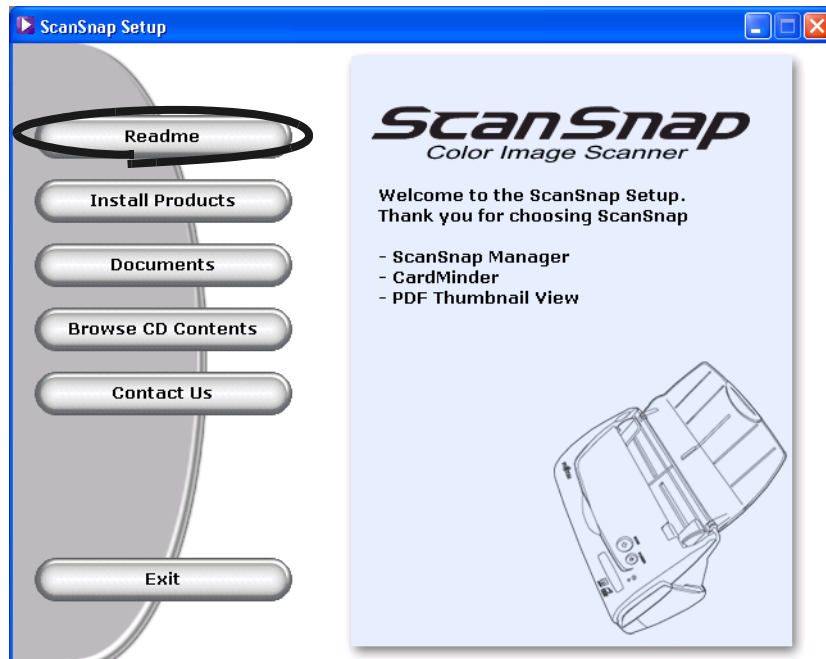 ScanSnap Setup
Readme
Install Products
Documents
Browse CD Contents
Contact Us
Exit
ScanSnap
Color Image Scanner
Welcome to the ScanSnap Setup.
Thank you for choosing ScanSnap
- ScanSnap Manager
- CardMinder
- PDF Thumbnail View
FUJITSU